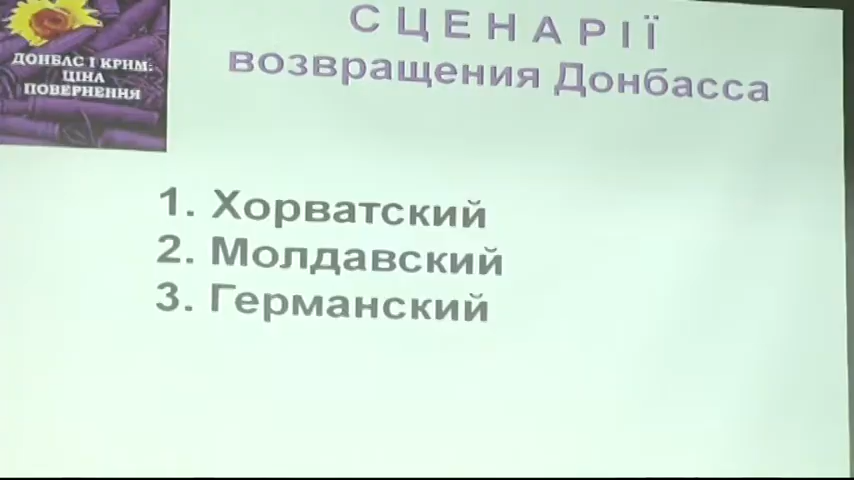 ДОНБАС І КРИМ:
ЦІНА
ПОВЕРНЕННЯ
СЦЕНАРІЇ
возвращения Донбасса
1. Хорватский
2. Молдавский
3. Германский